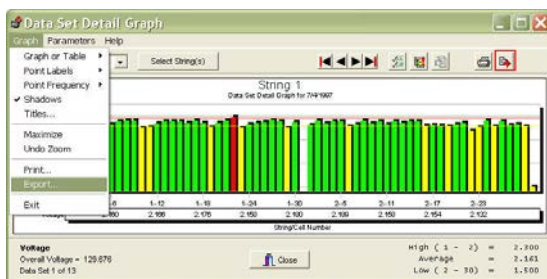 Data Set Detail Graph
Graph Parameters Help
Graph or Table
Point Labels
Point Frequency
Shadows
Titles...
Maximize
Undo Zoom
Print...
Export...
Exit
Select String(s)
String 1
Data Set Detail Graph for 7/9/1997
1-12 1-18 1-24 1-30 2-5 2-11 2-17 2-23
2.160 2.166 2.176 2.150 2.190 2.199 2.150 2.154 2.132
String/Cell Number
Voltage
Overall Voltage = 129.676
Data Set 1 of 13
Close
High ( 1 - 2) = 2.300
Average = 2.161
Low ( 2 - 30) = 1.500